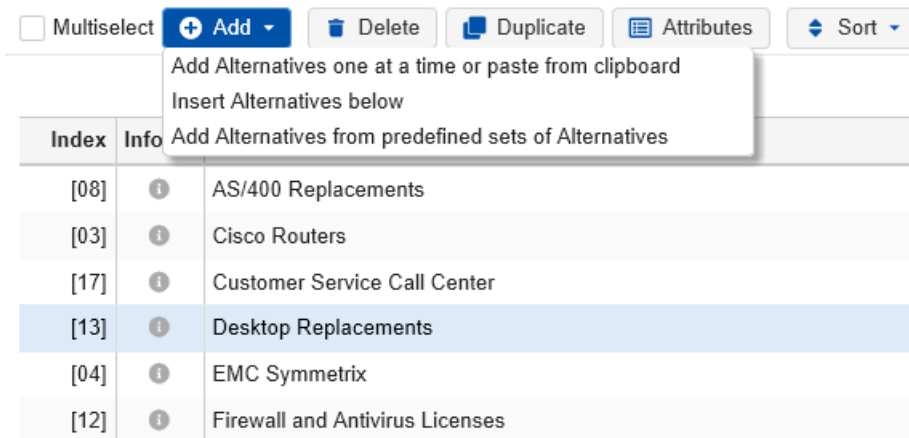 Multiselect Add Delete Duplicate Attributes Sort
Add Alternatives one at a time or paste from clipboard
Insert Alternatives below
Add Alternatives from predefined sets of Alternatives
Index Info
[08] AS/400 Replacements
[03] Cisco Routers
[17] Customer Service Call Center
[13] Desktop Replacements
[04] EMC Symmetrix
[12] Firewall and Antivirus Licenses